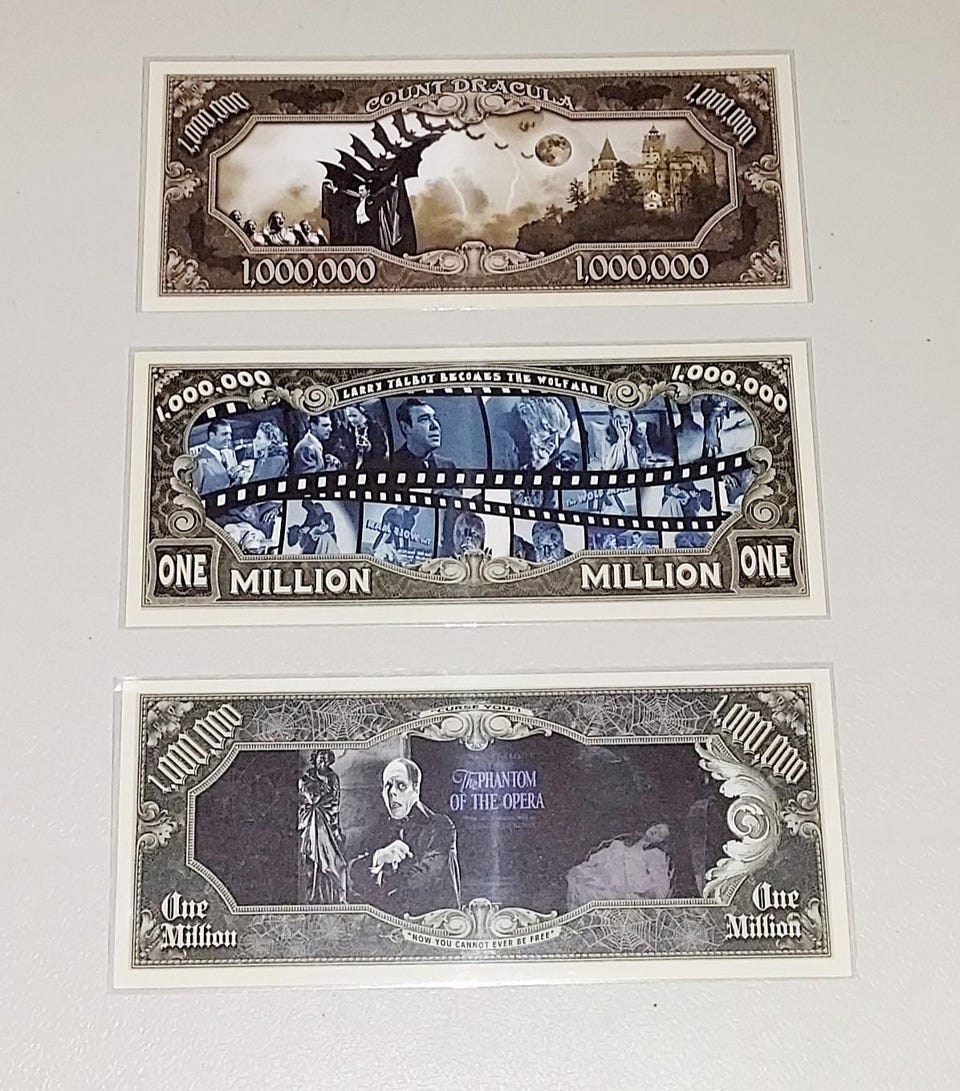 COUNT DRACULA
1,000,000 1,000,000
1,000,000 1,000,000
LARRY TALBOT BECOMES THE WOLFMAN
1,000,000 1,000,000
ONE MILLION MILLION ONE
"CURSE YOU"!
1,000,000 1,000,000
The PHANTOM
OF THE OPERA
One
Million
One
Million
"NOW YOU CANNOT EVER BE FREE"